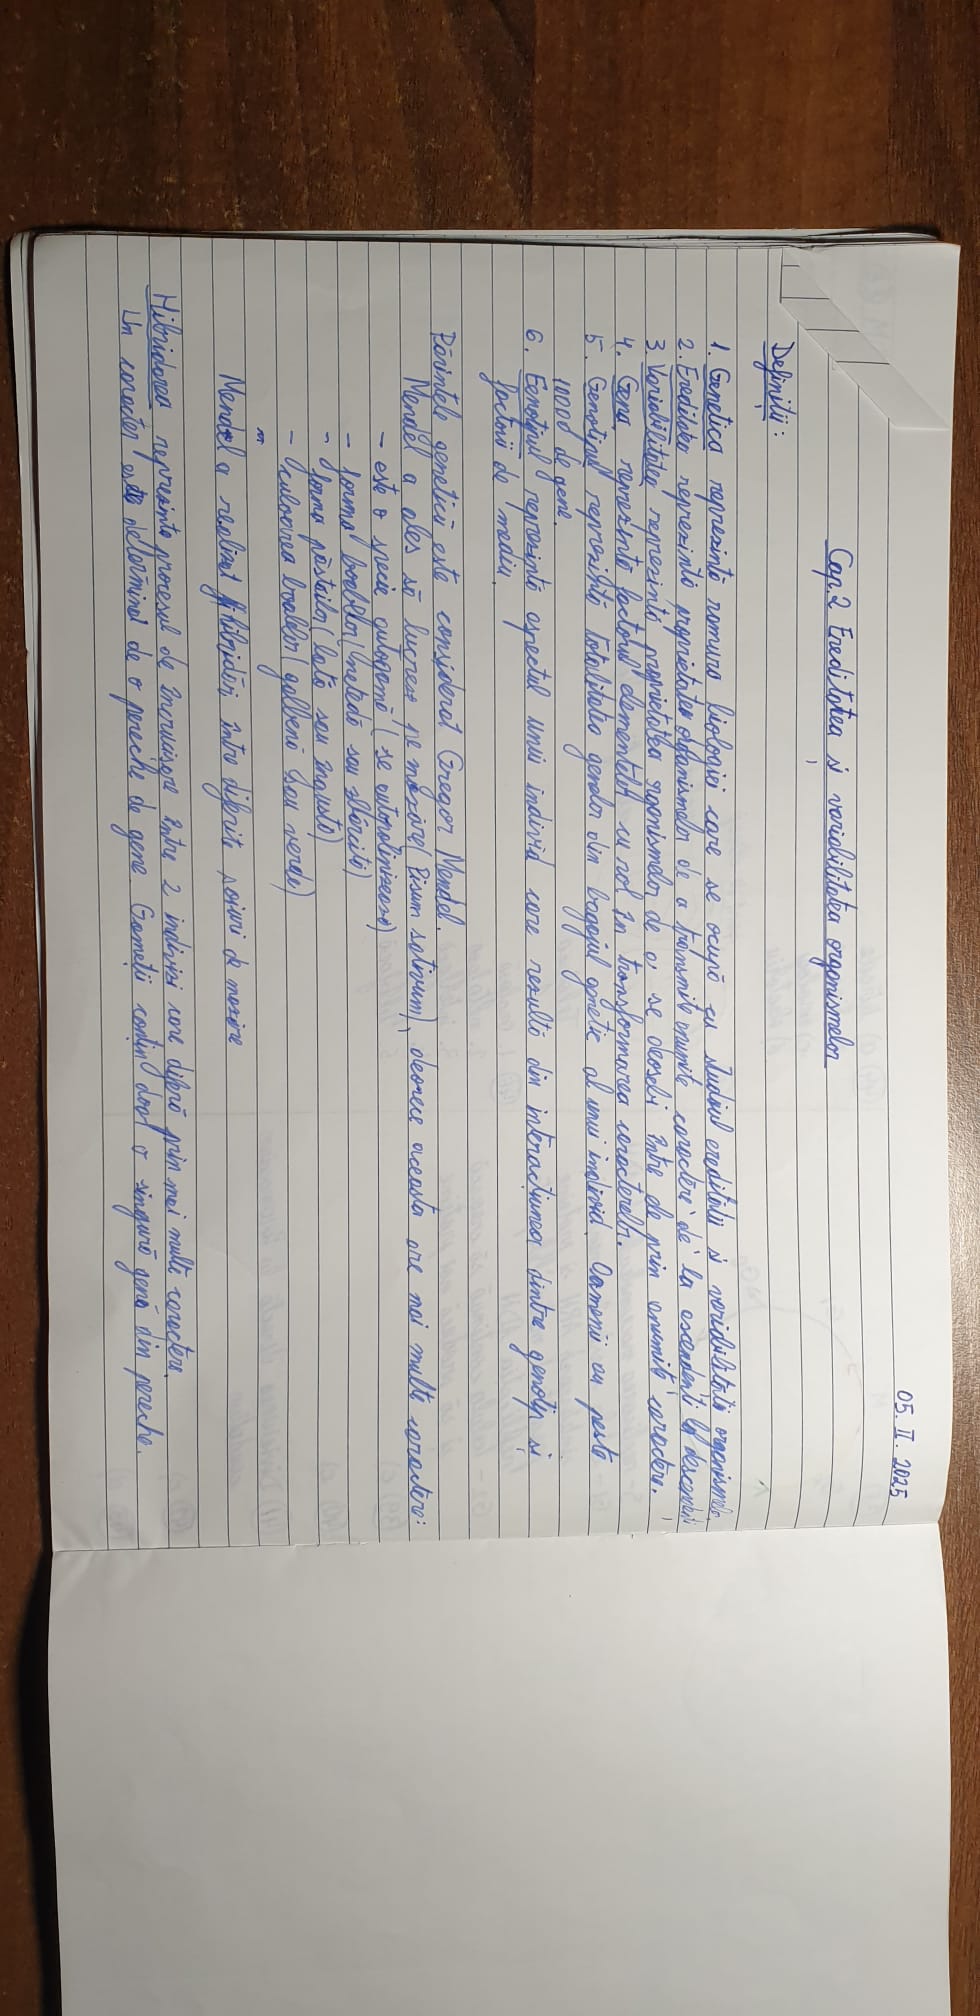 05. II. 2025
Cap.2 Ereditatea și variabilitatea organismelor
Definiții:
1. Genetica reprezintă ramura biologiei care se ocupă cu studiul eredității și variabilității organismelor
2. Ereditatea reprezintă proprietatea organismelor de a transmite anumite caractere de la ascendenți la descendenți
3. Variabilitatea reprezintă proprietatea organismelor de a se deosebi între ele prin anumite caractere.
4. Gena reprezintă factorul elementelor cu rol în transformarea caracterelor.
5. Genotipul reprezintă totalitatea genelor din bagajul genetic al unui individ. Oamenii au peste
10000 de gene.
6. Fenotipul reprezintă aspectul unui individ care rezultă din interacțiunea dintre genotip și
factorii de mediu.
Părintele geneticii este considerat Gregor Mendel.
Mendel a ales să lucreze pe mazăre (Pisum sativum), deorece aceasta are mai multe caractere:
- este o specie autogamă (se autopolinizează)
- forma boabelor (netedă sau zbârcită)
- forma păstăilor (lată sau îngustă)
- culoarea boabelor (galbenă sau verde)
Mendel a realizat hibridări între diferite soiuri de mazăre
Hibridarea reprezinta procesul de încrucișare între 2 indivizi care diferă prin mai multe caractere.
Un caracter este determinat de o pereche de gene. Gameții conțin doar o singură genă din pereche.